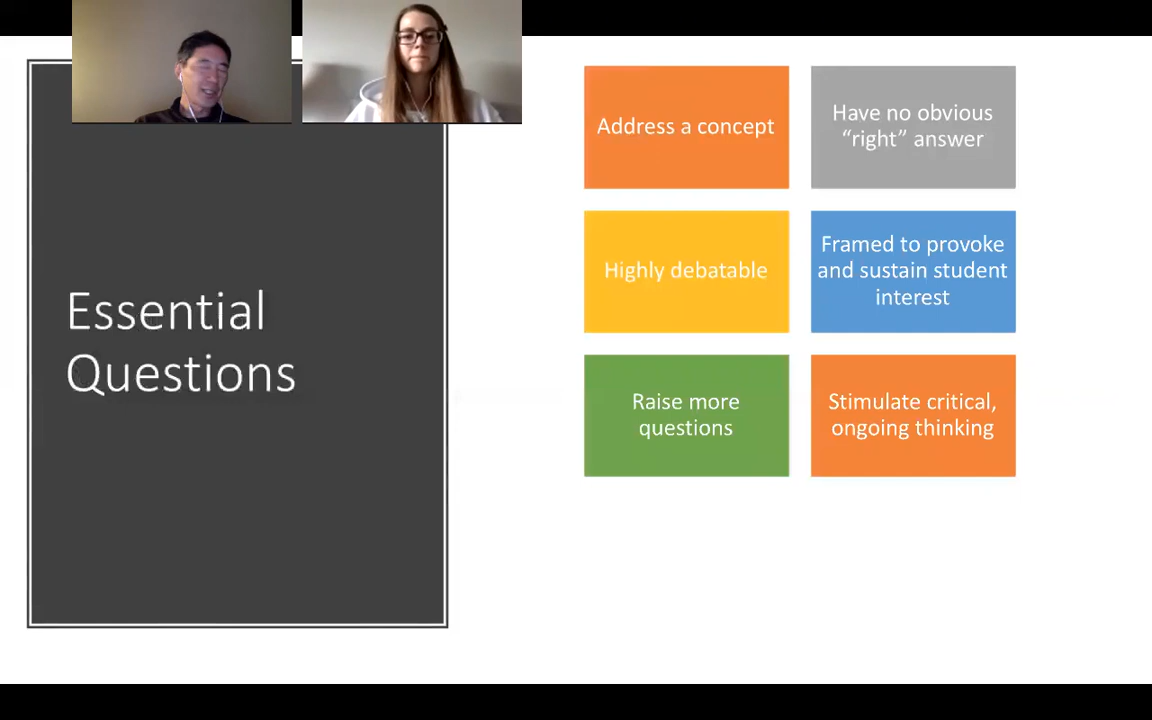 Essential
Questions
Address a concept
Have no obvious
“right” answer
Highly debatable
Framed to provoke
and sustain student
interest
Raise more
questions
Stimulate critical,
ongoing thinking